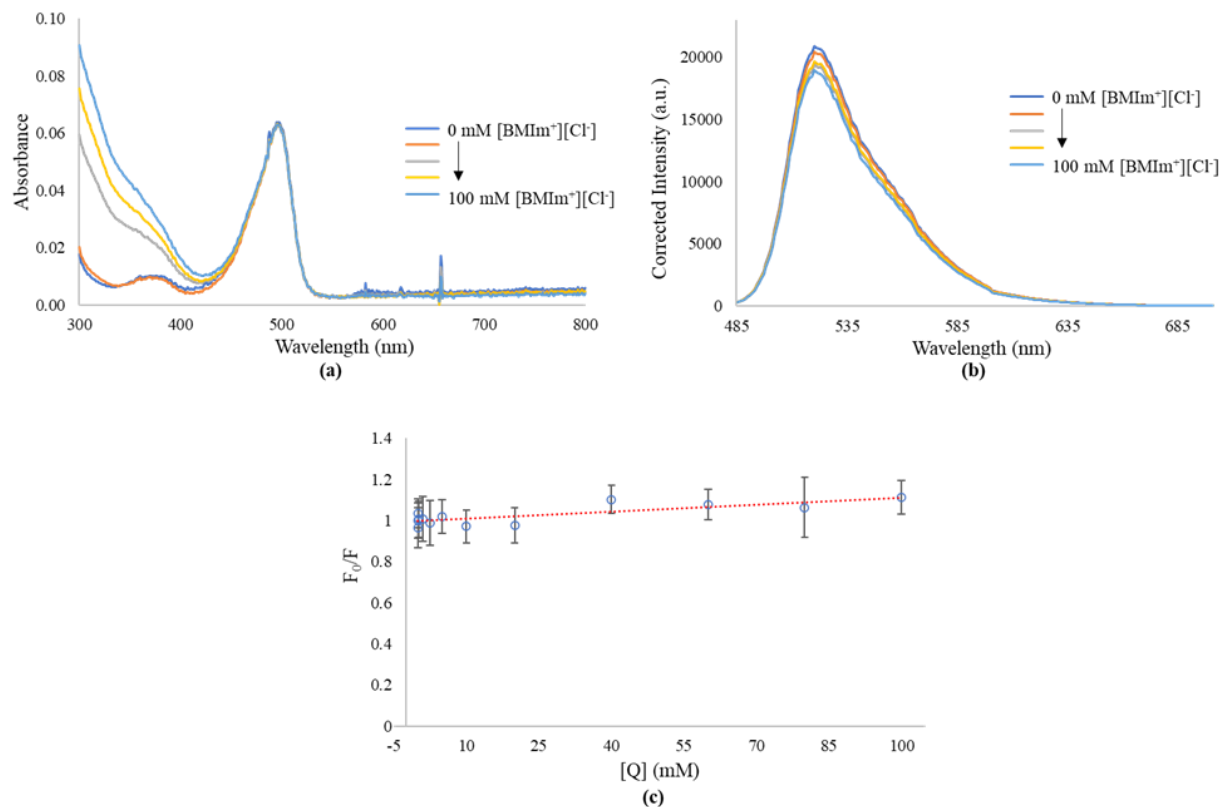 0.10
0.08
0.06
0.04
0.02
0.00
Absorbance
0 mM [BMIm⁺][Cl⁻]
100 mM [BMIm⁺][Cl⁻]
300 400 500 600 700 800
Wavelength (nm)
(a)
20000
15000
10000
5000
0
Corrected Intensity (a.u.)
0 mM [BMIm⁺][Cl⁻]
100 mM [BMIm⁺][Cl⁻]
485 535 585 635 685
Wavelength (nm)
(b)
1.4
1.2
1
0.8
0.6
0.4
0.2
0
F₀/F
-5 10 25 40 55 70 85 100
[Q] (mM)
(c)